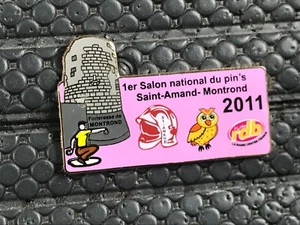 1er Salon national du pin's
Saint-Amand- Montrond
2011
Forteresse de
MONTROND
rdb